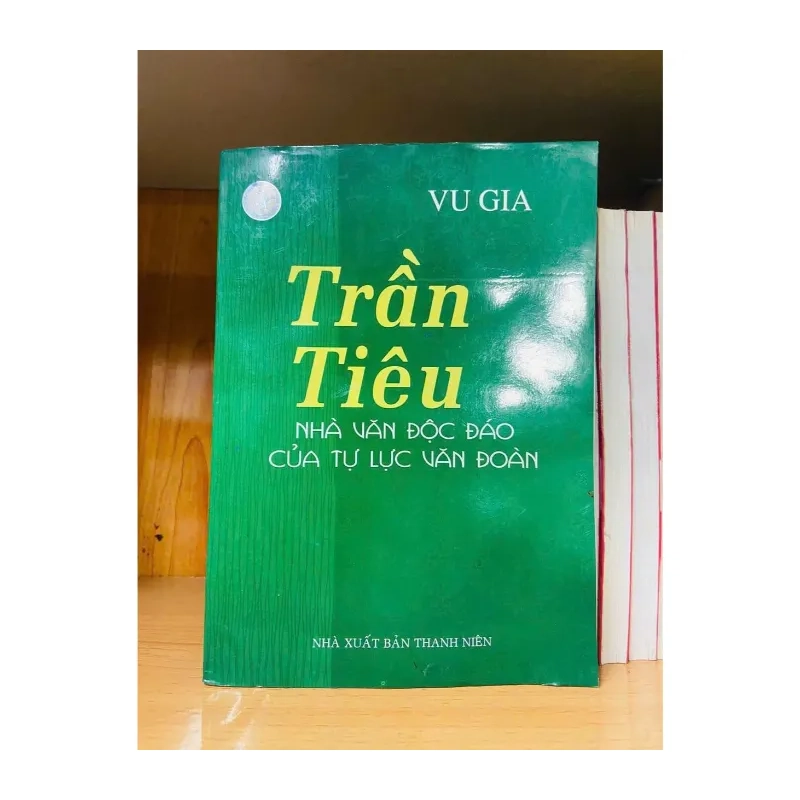 VU GIA
Trần
Tiêu
NHÀ VĂN ĐỘC ĐÁO
CỦA TỰ LỰC VĂN ĐOÀN
NHÀ XUẤT BẢN THANH NIÊN